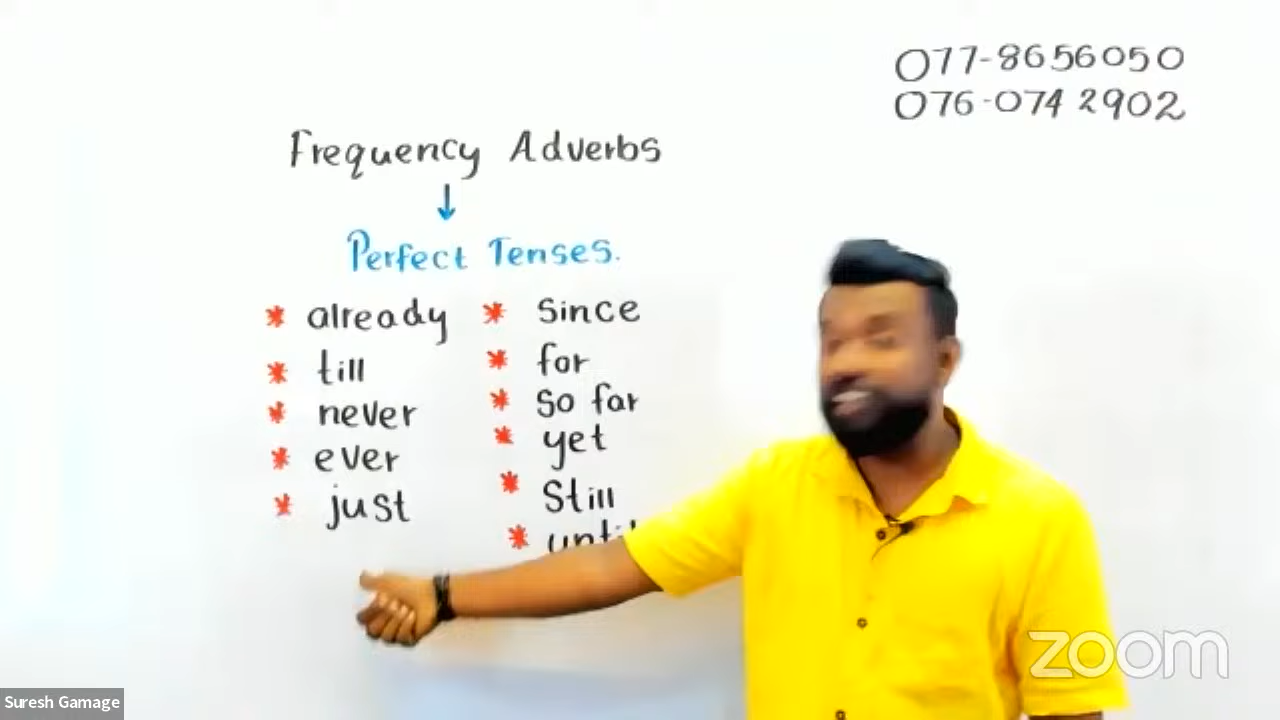 077-8656050
076-074 2902
Frequency Adverbs
Perfect Tenses.
* already
* till
* never
* ever
* just
* since
* for
* so far
* yet
* Still
*
zoom
Suresh Gamage